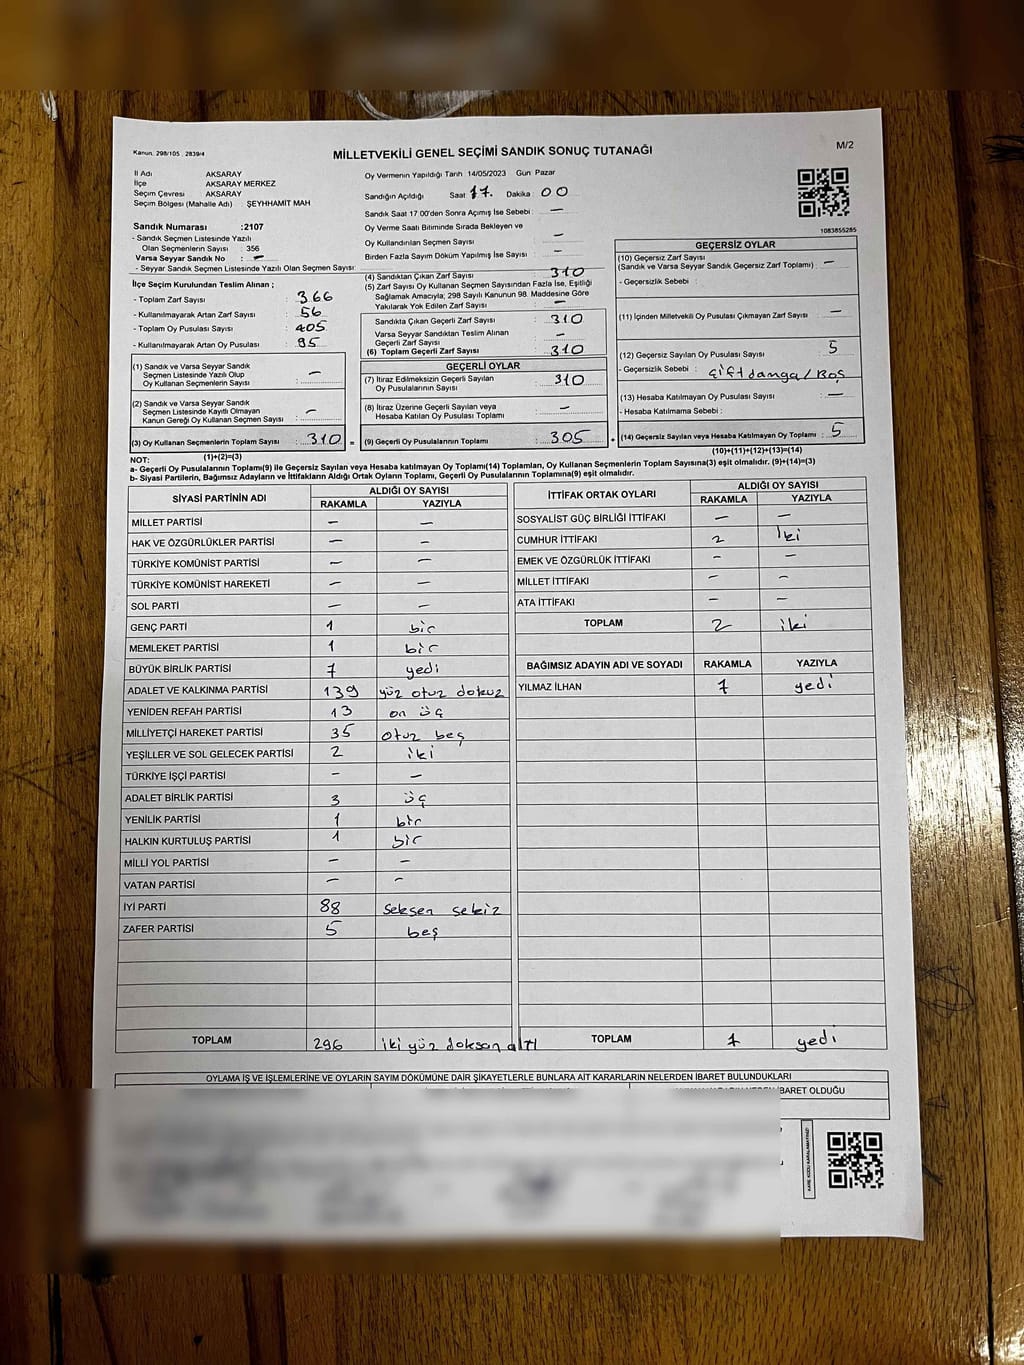 Kanun. 298/105 , 2839/4
MİLLETVEKİLİ GENEL SEÇİMİ SANDIK SONUÇ TUTANAĞI
M/2
İl Adı AKSARAY
İlçe AKSARAY MERKEZ
Seçim Çevresi AKSARAY
Seçim Bölgesi (Mahalle Adı) : ŞEYHHAMİT MAH
Sandık Numarası :2107
- Sandık Seçmen Listesinde Yazılı
Olan Seçmenlerin Sayısı : 356
Varsa Seyyar Sandık No : –
- Seyyar Sandık Seçmen Listesinde Yazılı Olan Seçmen Sayısı:
İlçe Seçim Kurulundan Teslim Alınan ;
- Toplam Zarf Sayısı : 366
- Kullanılmayarak Artan Zarf Sayısı : 56
- Toplam Oy Pusulası Sayısı : 405
- Kullanılmayarak Artan Oy Pusulası : 95
(1) Sandık ve Varsa Seyyar Sandık
Seçmen Listesinde Yazılı Olup
Oy Kullanan Seçmenlerin Sayısı : –
(2) Sandık ve Varsa Seyyar Sandık
Seçmen Listesinde Kayıtlı Olmayan
Kanun Gereği Oy Kullanan Seçmen Sayısı : –
(3) Oy Kullanan Seçmenlerin Toplam Sayısı : 310 =
(1)+(2)=(3)
Oy Vermenin Yapıldığı Tarih 14/05/2023 Gün Pazar
Sandığın Açıldığı Saat 17. Dakika : 00
Sandık Saat 17 00'den Sonra Açımış İse Sebebi : –
Oy Verme Saati Bitiminde Sırada Bekleyen ve
Oy Kullandırılan Seçmen Sayısı : –
Birden Fazla Sayım Döküm Yapılmış İse Sayısı : –
(4) Sandıktan Çıkan Zarf Sayısı : 310
(5) Zarf Sayısı Oy Kullanan Seçmen Sayısından Fazla İse, Eşitliği
Sağlamak Amacıyla; 298 Sayılı Kanunun 98. Maddesine Göre
Yakılarak Yok Edilen Zarf Sayısı : –
Sandıkta Çıkan Geçerli Zarf Sayısı : 310
Varsa Seyyar Sandıktan Teslim Alınan
Geçerli Zarf Sayısı : –
(6) Toplam Geçerli Zarf Sayısı : 310
GEÇERLİ OYLAR
(7) İtiraz Edilmeksizin Geçerli Sayılan
Oy Pusulalarının Sayısı : 310
(8) İtiraz Üzerine Geçerli Sayılan veya
Hesaba Katılan Oy Pusulası Toplamı : –
(9) Geçerli Oy Pusulalarının Toplamı : 305 +
1083855285
GEÇERSİZ OYLAR
(10) Geçersiz Zarf Sayısı
(Sandık ve Varsa Seyyar Sandık Geçersiz Zarf Toplamı) : –
- Geçersizlik Sebebi :
(11) İçinden Milletvekili Oy Pusulası Çıkmayan Zarf Sayısı : –
(12) Geçersiz Sayılan Oy Pusulası Sayısı : 5
- Geçersizlik Sebebi : Çift damga/Boş
(13) Hesaba Katılmayan Oy Pusulası Sayısı : –
- Hesaba Katılmama Sebebi :
(14) Geçersiz Sayılan veya Hesaba Katılmayan Oy Toplamı : 5
(10)+(11)+(12)+(13)=(14)
NOT:
a- Geçerli Oy Pusulalarının Toplamı(9) ile Geçersiz Sayılan veya Hesaba katılmayan Oy Toplamı(14) Toplamları, Oy Kullanan Seçmenlerin Toplam Sayısına(3) eşit olmalıdır. (9)+(14)=(3)
b- Siyasi Partilerin, Bağımsız Adayların ve İttifakların Aldığı Oyların Toplamı, Geçerli Oy Pusulalarının Toplamına(9) eşit olmalıdır.
SİYASİ PARTİNİN ADI ALDIĞI OY SAYISI
RAKAMLA YAZIYLA
MİLLET PARTİSİ – –
HAK VE ÖZGÜRLÜKLER PARTİSİ – –
TÜRKİYE KOMÜNİST PARTİSİ – –
TÜRKİYE KOMÜNİST HAREKETİ – –
SOL PARTİ – –
GENÇ PARTİ 1 bir
MEMLEKET PARTİSİ 1 bir
BÜYÜK BİRLİK PARTİSİ 7 yedi
ADALET VE KALKINMA PARTİSİ 139 yüz otuz dokuz
YENİDEN REFAH PARTİSİ 13 on üç
MİLLİYETÇİ HAREKET PARTİSİ 35 otuz beş
YEŞİLLER VE SOL GELECEK PARTİSİ 2 iki
TÜRKİYE İŞÇİ PARTİSİ – –
ADALET BİRLİK PARTİSİ 3 üç
YENİLİK PARTİSİ 1 bir
HALKIN KURTULUŞ PARTİSİ 1 bir
MİLLİ YOL PARTİSİ – –
VATAN PARTİSİ – –
İYİ PARTİ 88 seksen sekiz
ZAFER PARTİSİ 5 beş
TOPLAM 296 iki yüz doksan altı
İTTİFAK ORTAK OYLARI ALDIĞI OY SAYISI
RAKAMLA YAZIYLA
SOSYALİST GÜÇ BİRLİĞİ İTTİFAKI – –
CUMHUR İTTİFAKI 2 iki
EMEK VE ÖZGÜRLÜK İTTİFAKI – –
MİLLET İTTİFAKI – –
ATA İTTİFAKI – –
TOPLAM 2 iki
BAĞIMSIZ ADAYIN ADI VE SOYADI RAKAMLA YAZIYLA
YILMAZ İLHAN 7 yedi
TOPLAM 7 yedi
OYLAMA İŞ VE İŞLEMLERİNE VE OYLARIN SAYIM DÖKÜMÜNE DAİR ŞİKAYETLERLE BUNLARA AİT KARARLARIN NELERDEN İBARET BULUNDUKLARI
İBARET OLDUĞU